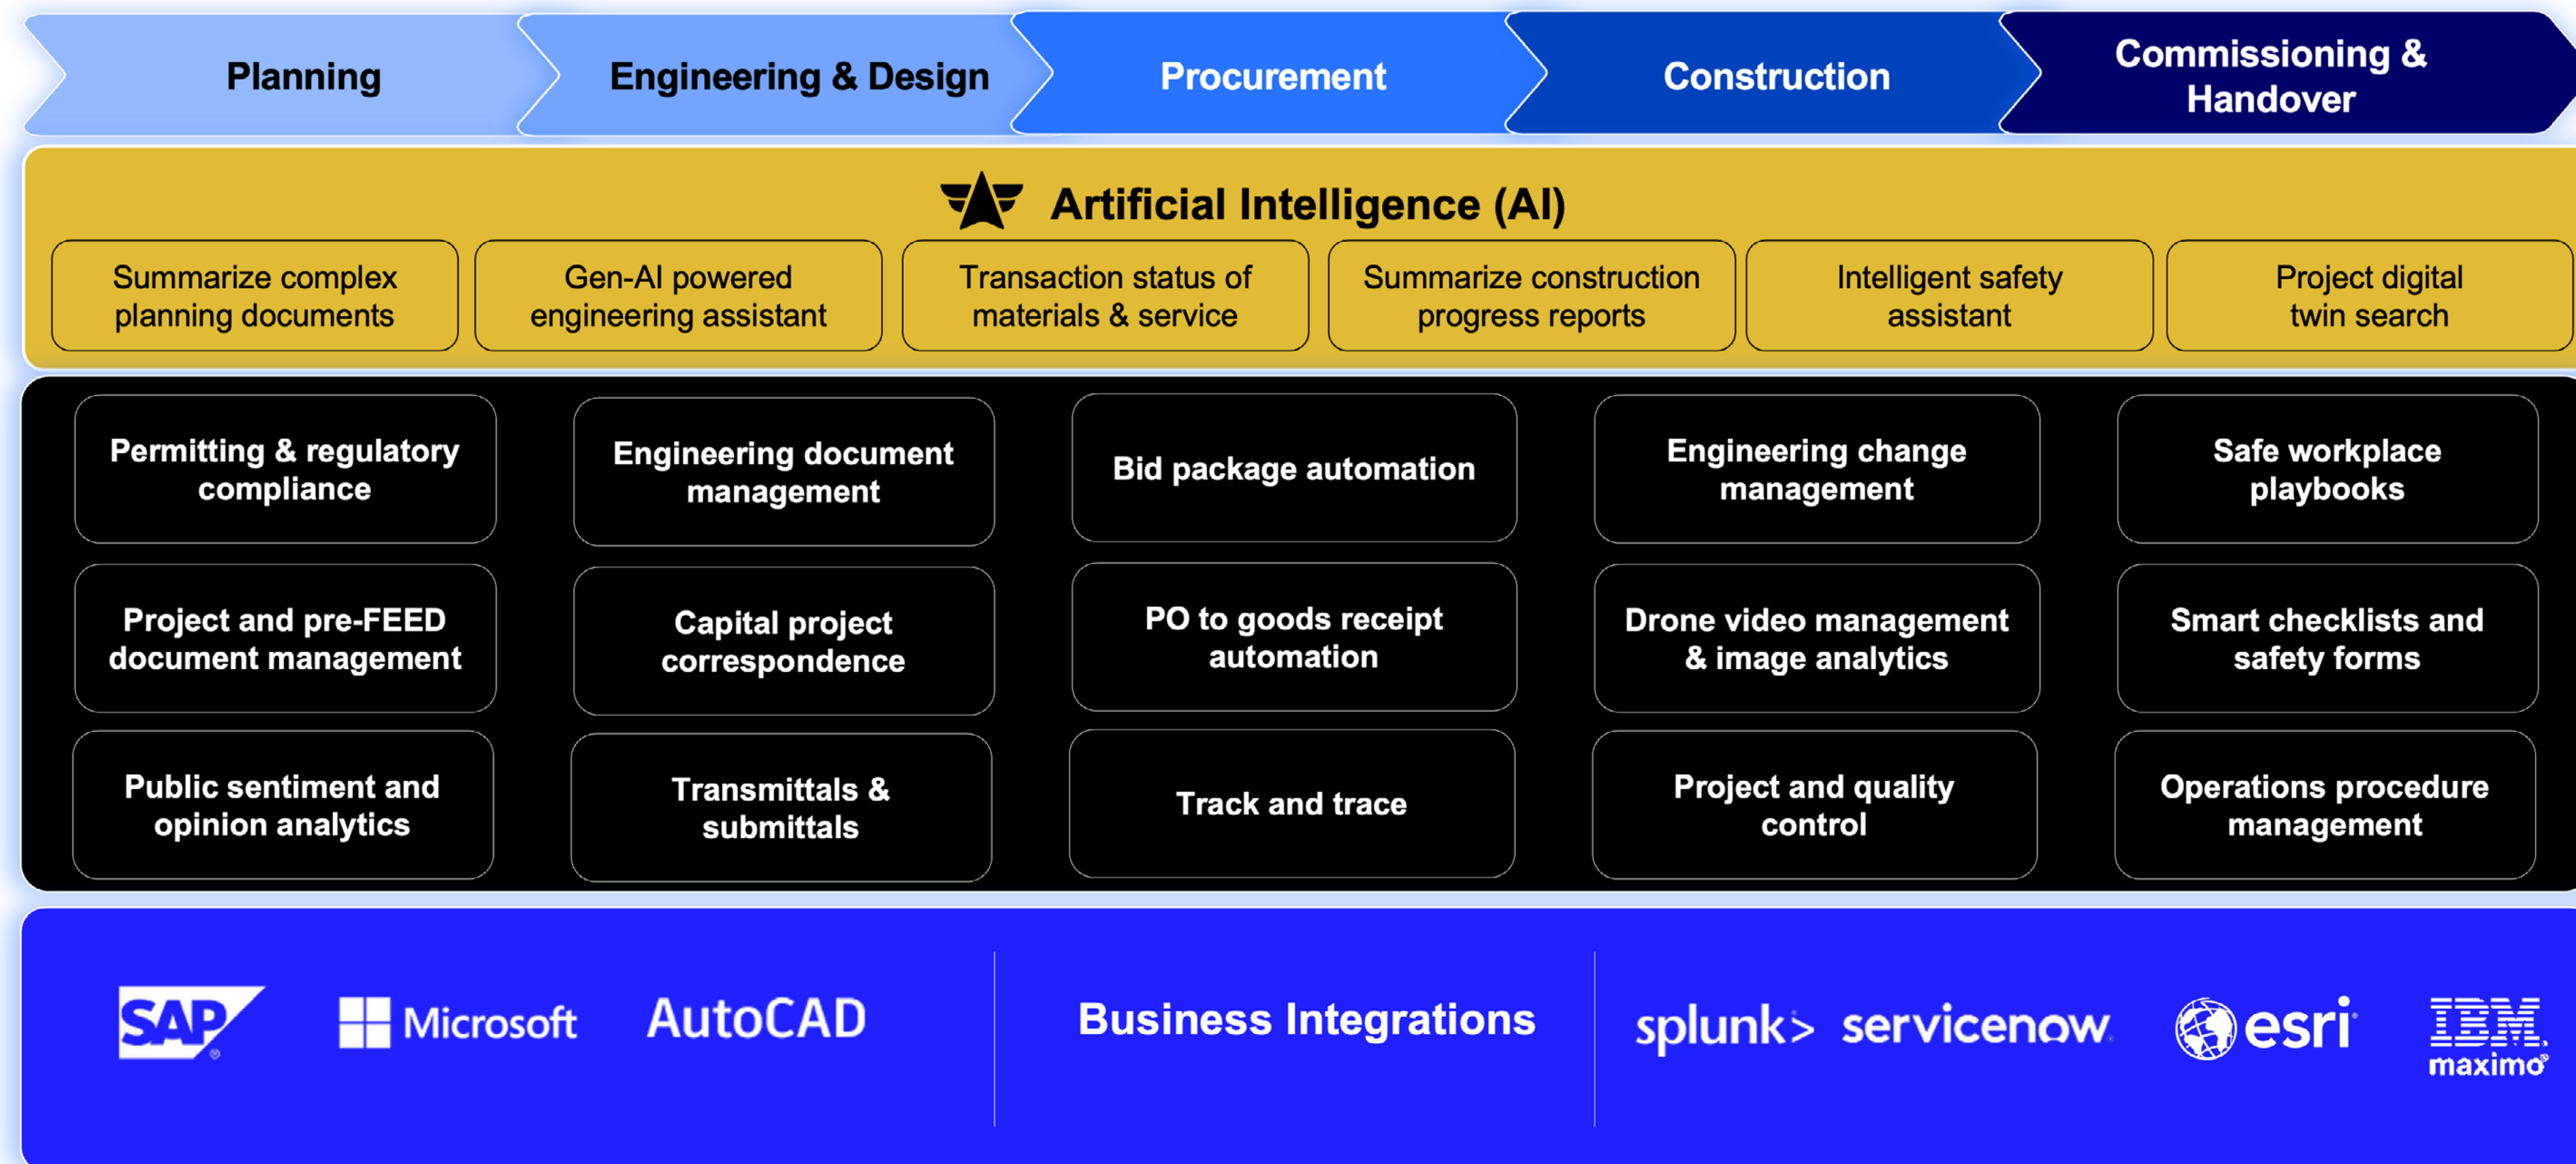 Planning
Engineering & Design
Procurement
Construction
Commissioning &
Handover
Artificial Intelligence (AI)
Summarize complex
planning documents
Gen-AI powered
engineering assistant
Transaction status of
materials & service
Summarize construction
progress reports
Intelligent safety
assistant
Project digital
twin search
Permitting & regulatory
compliance
Engineering document
management
Bid package automation
Engineering change
management
Safe workplace
playbooks
Project and pre-FEED
document management
Capital project
correspondence
PO to goods receipt
automation
Drone video management
& image analytics
Smart checklists and
safety forms
Public sentiment and
opinion analytics
Transmittals &
submittals
Track and trace
Project and quality
control
Operations procedure
management
SAP®
Microsoft
AutoCAD
Business Integrations
splunk>
servicenow
esri
IBM
maximo®